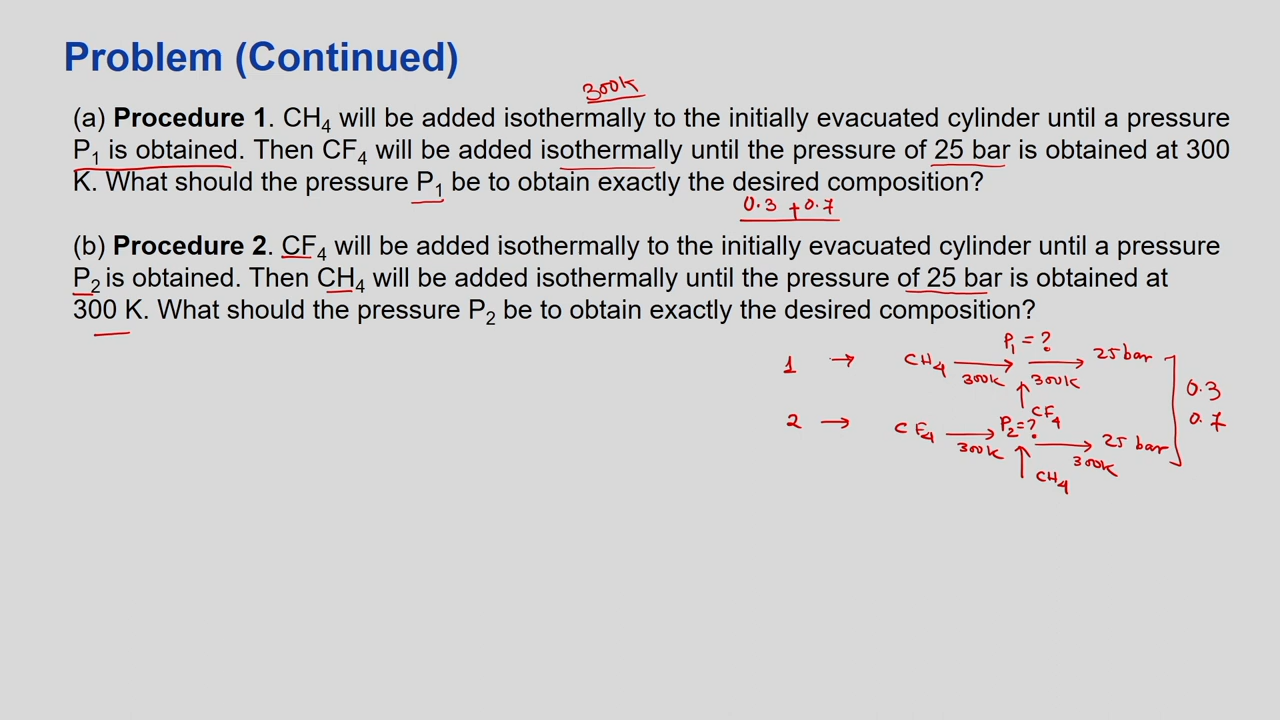 Problem (Continued)
300K
(a) Procedure 1. CH4 will be added isothermally to the initially evacuated cylinder until a pressure
P1 is obtained. Then CF4 will be added isothermally until the pressure of 25 bar is obtained at 300
K. What should the pressure P1 be to obtain exactly the desired composition?
0.3 + 0.7
(b) Procedure 2. CF4 will be added isothermally to the initially evacuated cylinder until a pressure
P2 is obtained. Then CH4 will be added isothermally until the pressure of 25 bar is obtained at
300 K. What should the pressure P2 be to obtain exactly the desired composition?
P1 = ?
1 → CH4 → → 25 bar
300K 300K
0.3
↑ CF4
0.7
2 → CF4 → P2 = ? → 25 bar
300K 300K
↑ CH4